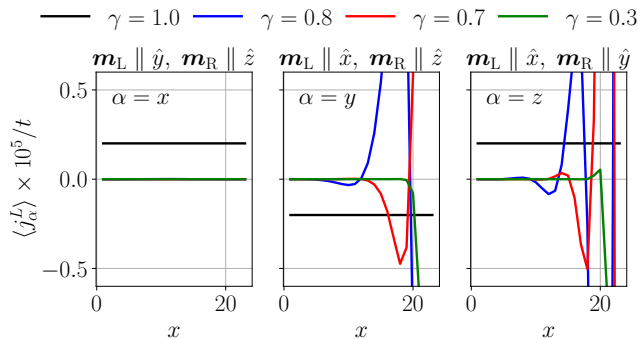 γ = 1.0 γ = 0.8 γ = 0.7 γ = 0.3
m_L ∥ ŷ, m_R ∥ ẑ m_L ∥ x̂, m_R ∥ ẑ m_L ∥ x̂, m_R ∥ ŷ
α = x α = y α = z
⟨j_α^L⟩ × 10^5/t
0.5
0.0
−0.5
0 20 0 20 0 20
x x x